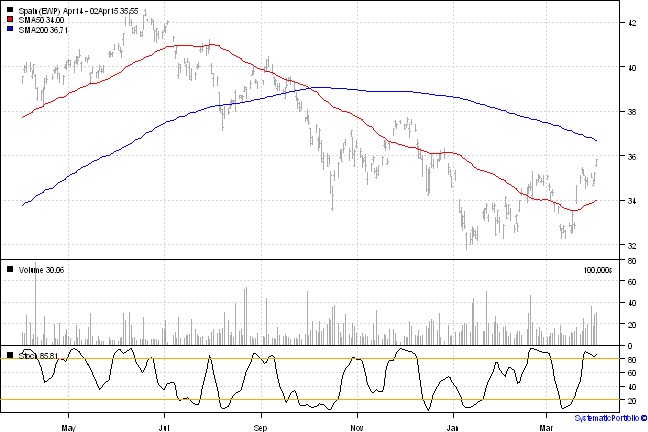 Spain (EWP) Apr14 - 02Apr15 35.55
SMA50 34.00
SMA200 36.71
42
40
38
36
34
32
Volume 30.06
100,000s
80
60
40
20
0
Stoch 85.81
80
60
40
20
May
Jul
Sep
Nov
Jan
Mar
SystematicPortfolio ©